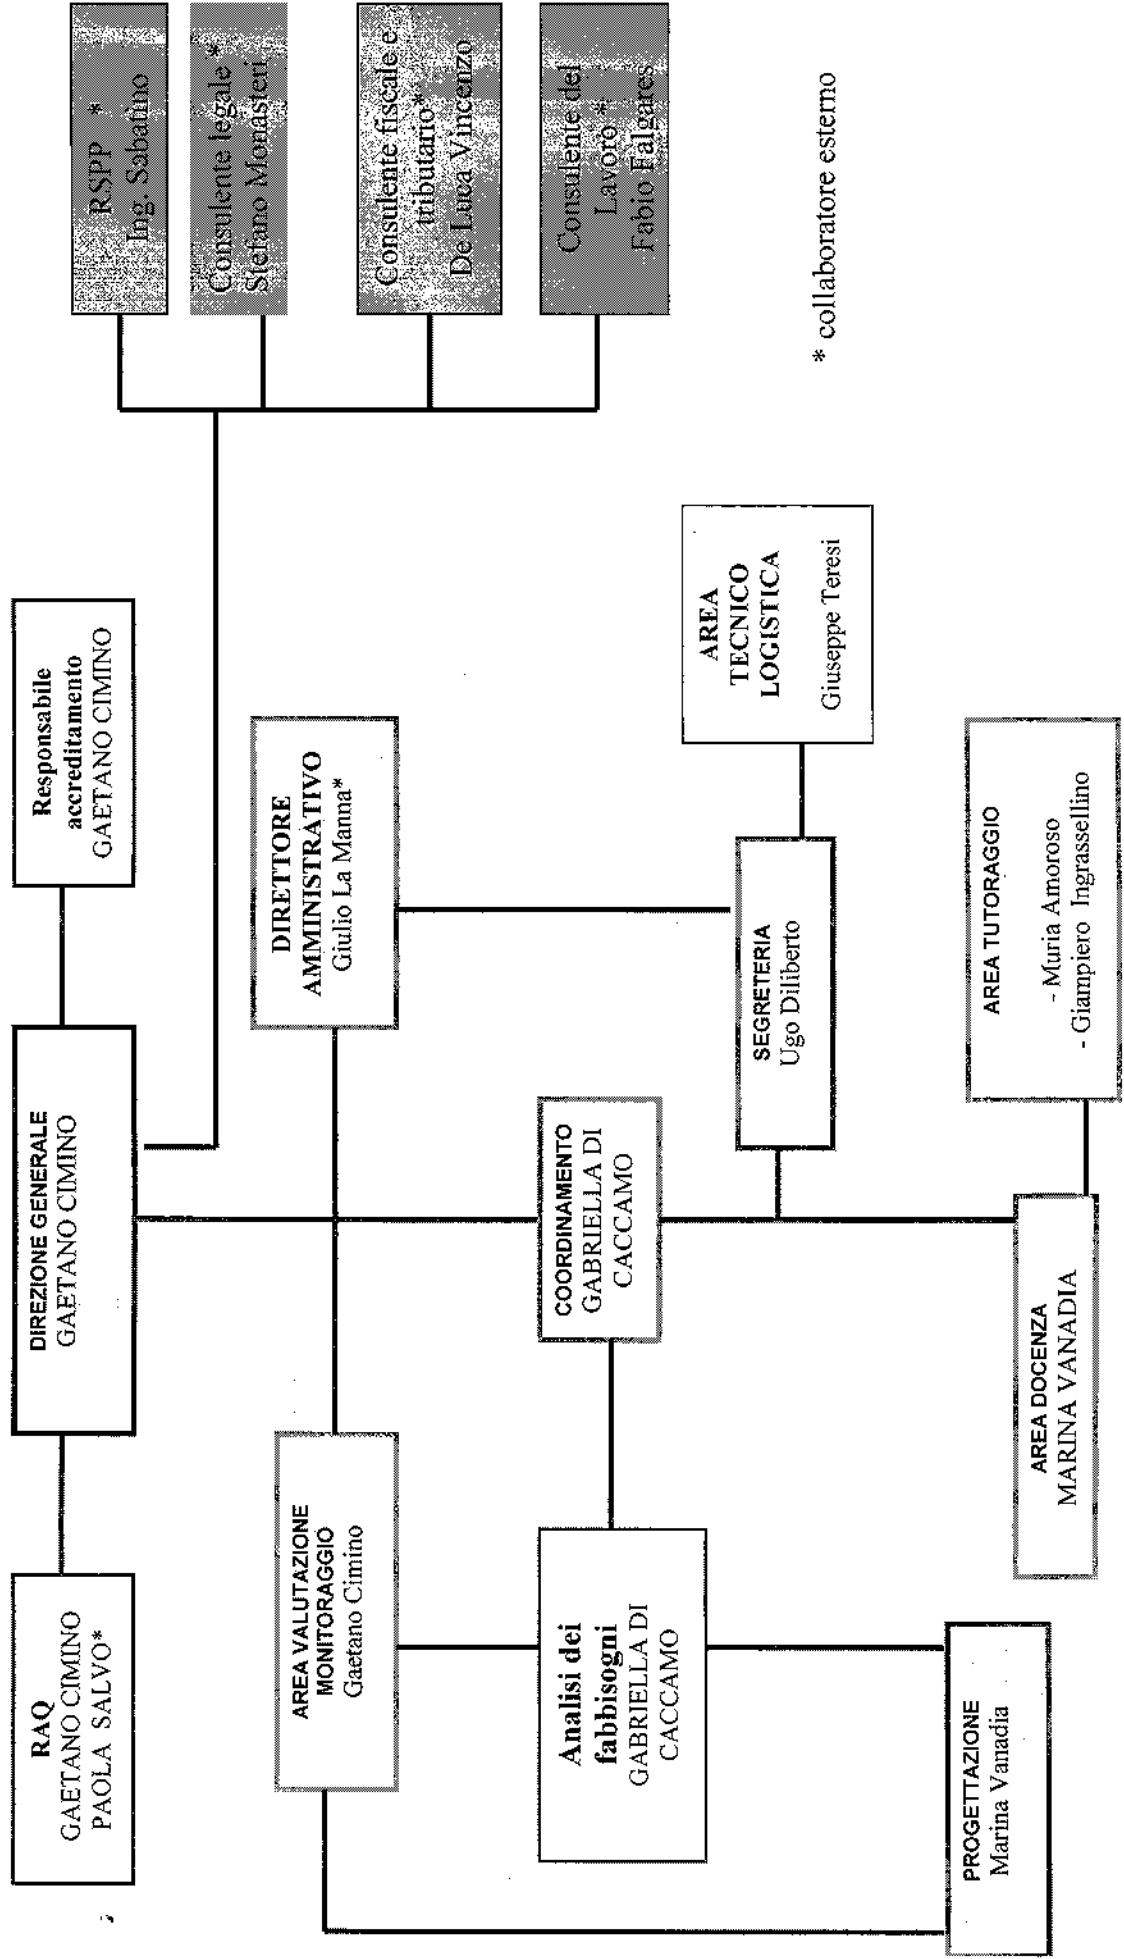 RAQ
GAETANO CIMINO
PAOLA SALVO*
DIREZIONE GENERALE
GAETANO CIMINO
Responsabile
accreditamento
GAETANO CIMINO
RSPP *
Ing. Sabatino
Consulente legale *
Stefano Monasteri
Consulente fiscale e
tributario*
De Luca Vincenzo
Consulente del
Lavoro *
Fabio Falgares
AREA VALUTAZIONE
MONITORAGGIO
Gaetano Cimino
DIRETTORE
AMMINISTRATIVO
Giulio La Manna*
Analisi dei
fabbisogni
GABRIELLA DI
CACCAMO
COORDINAMENTO
GABRIELLA DI
CACCAMO
SEGRETERIA
Ugo Diliberto
AREA
TECNICO
LOGISTICA
Giuseppe Teresi
PROGETTAZIONE
Marina Vanadia
AREA DOCENZA
MARINA VANADIA
AREA TUTORAGGIO
- Muria Amoroso
- Giampiero Ingrassellino
* collaboratore esterno